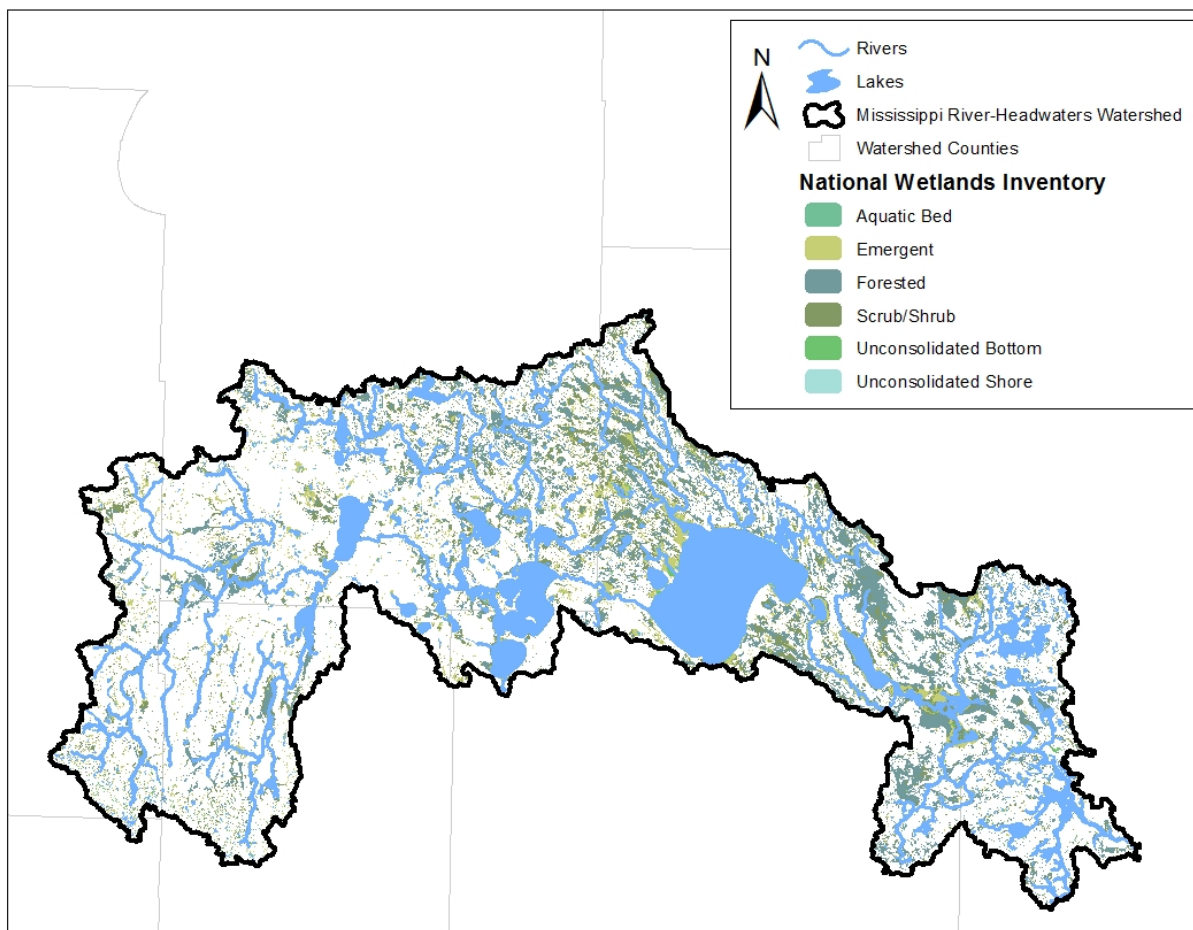 N
Rivers
Lakes
Mississippi River-Headwaters Watershed
Watershed Counties
National Wetlands Inventory
Aquatic Bed
Emergent
Forested
Scrub/Shrub
Unconsolidated Bottom
Unconsolidated Shore